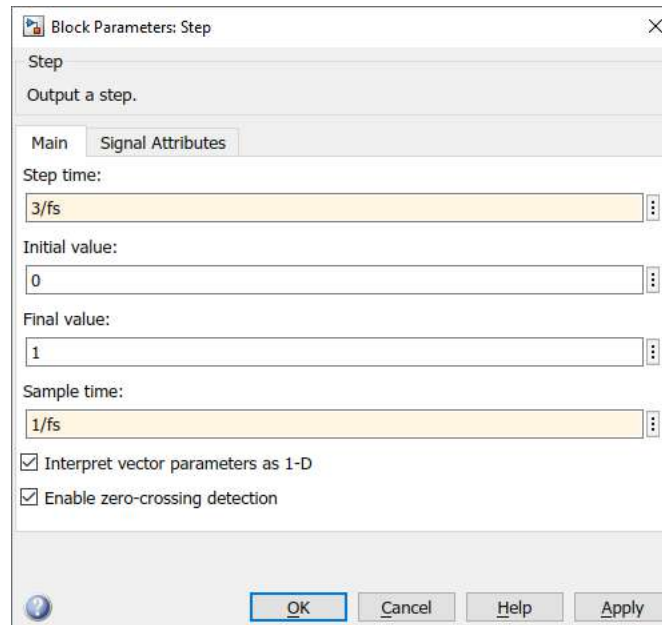 Block Parameters: Step
Step
Output a step.
Main Signal Attributes
Step time:
3/fs
Initial value:
0
Final value:
1
Sample time:
1/fs
Interpret vector parameters as 1-D
Enable zero-crossing detection
OK Cancel Help Apply